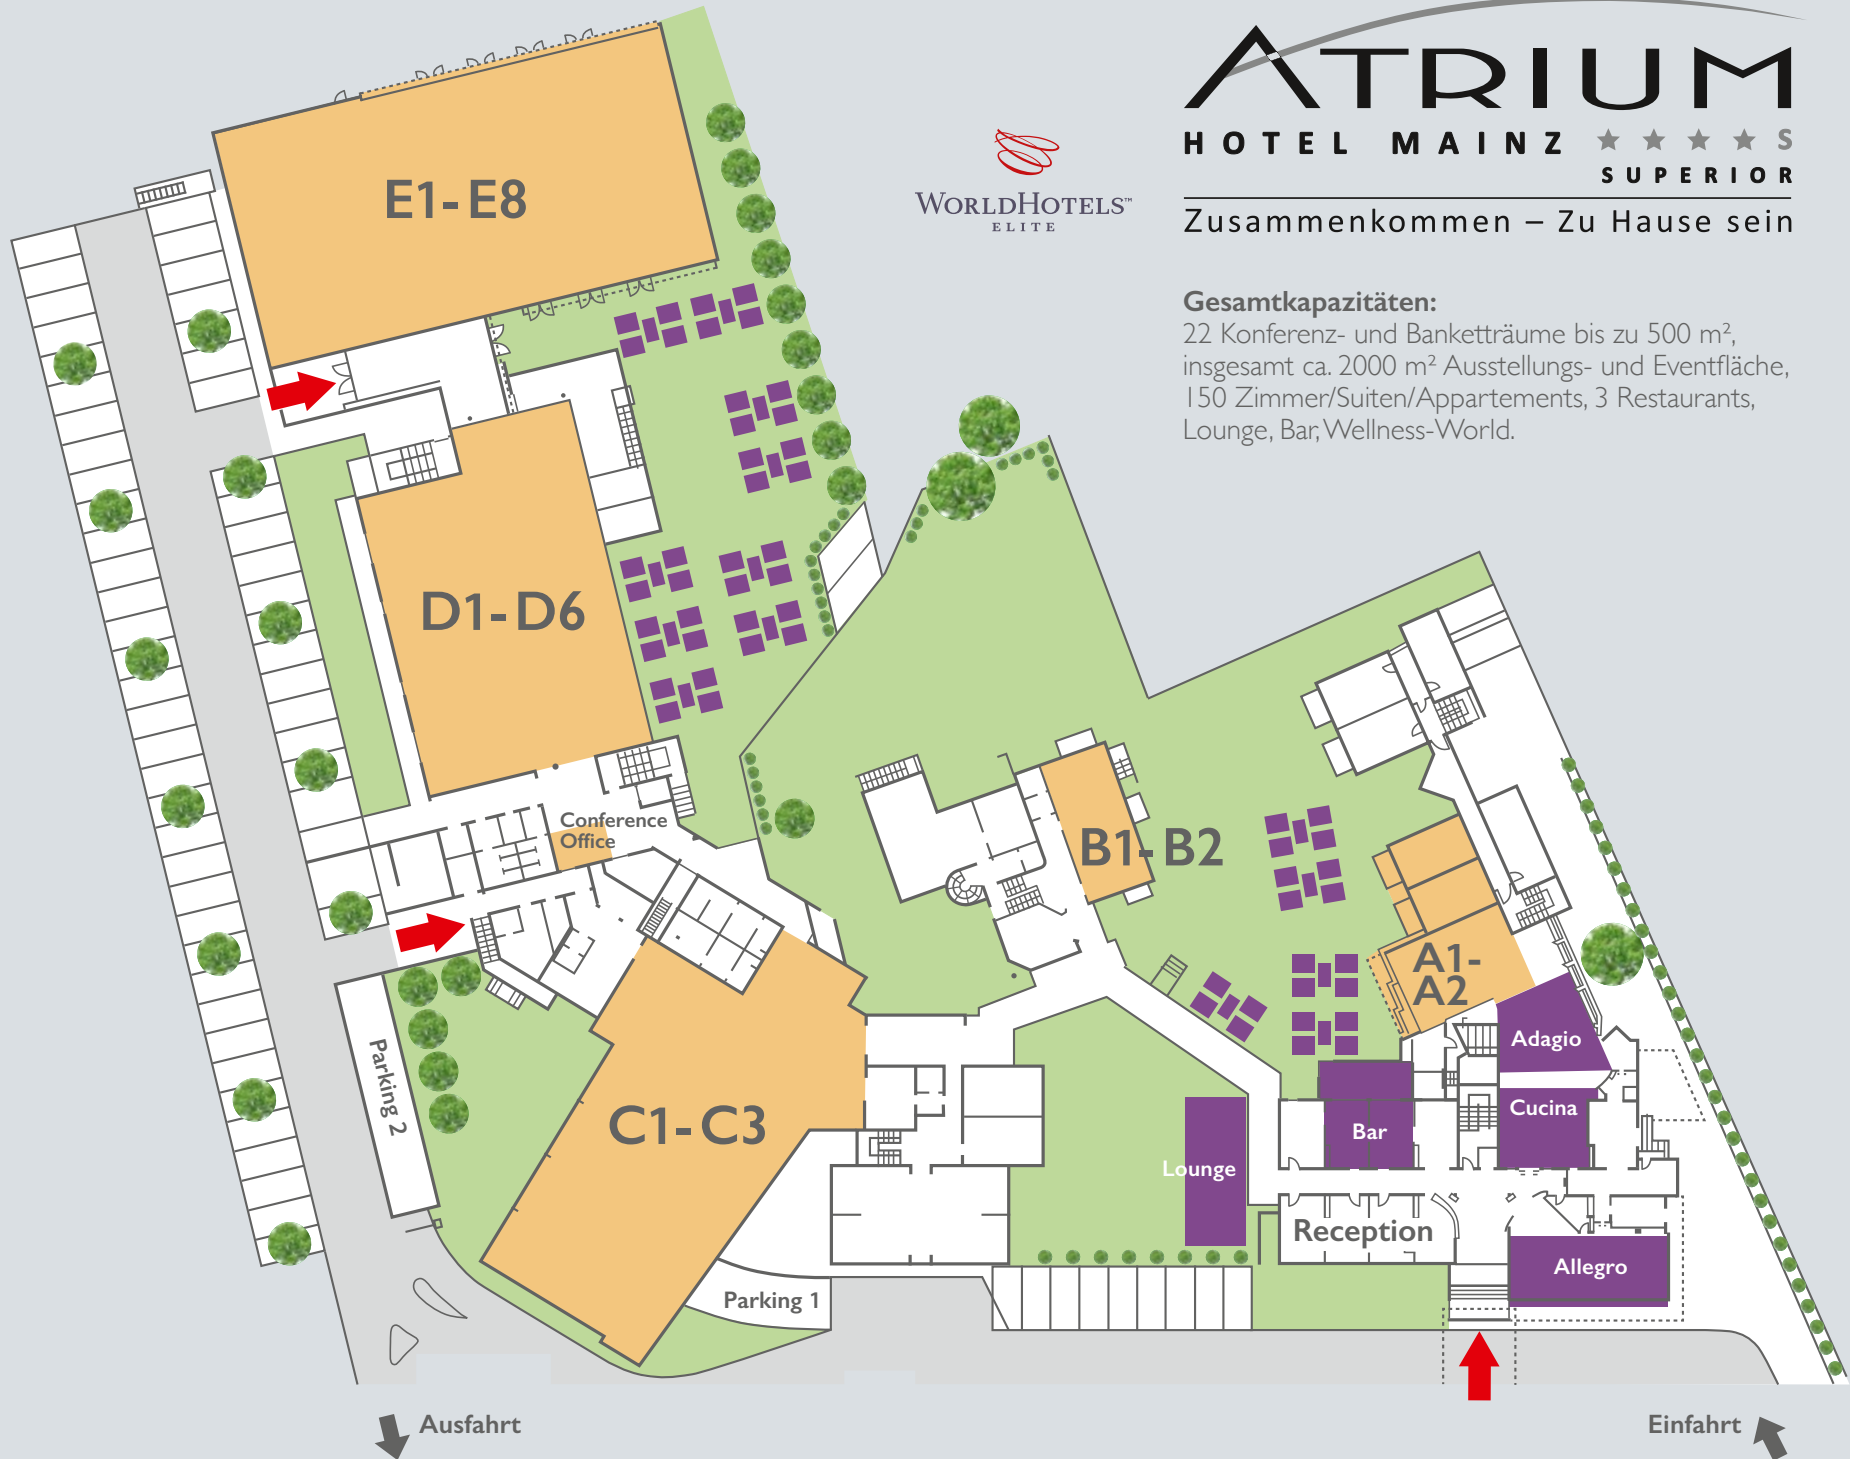 ATRIUM
HOTEL MAINZ S
SUPERIOR
Zusammenkommen – Zu Hause sein
WORLDHOTELS™
ELITE
Gesamtkapazitäten:
22 Konferenz- und Banketträume bis zu 500 m²,
insgesamt ca. 2000 m² Ausstellungs- und Eventfläche,
150 Zimmer/Suiten/Appartements, 3 Restaurants,
Lounge, Bar, Wellness-World.
E1-E8
D1-D6
Conference
Office
B1-B2
A1-
A2
Adagio
Cucina
Bar
Lounge
Reception
Allegro
C1-C3
Parking 2
Parking 1
Ausfahrt
Einfahrt